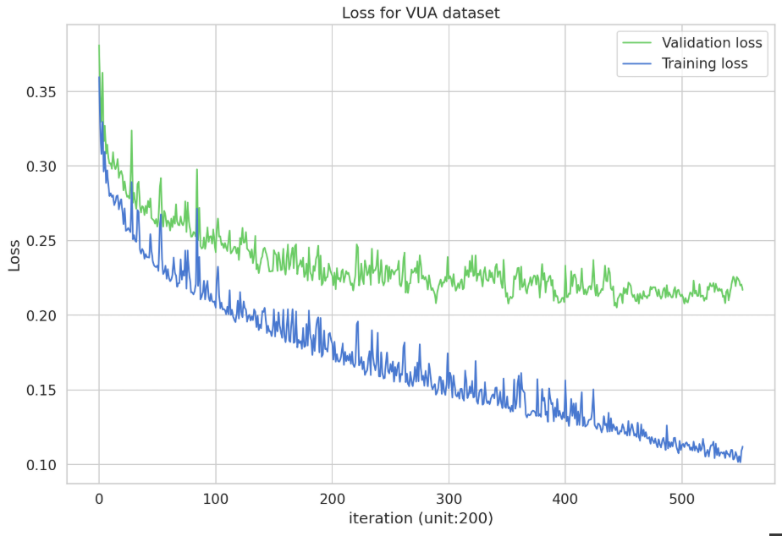 Loss for VUA dataset
Validation loss
Training loss
0.35
0.30
0.25
0.20
0.15
0.10
Loss
0 100 200 300 400 500
iteration (unit:200)